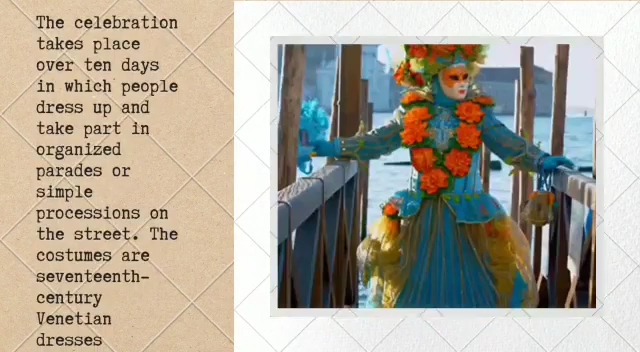 The celebration
takes place
over ten days
in which people
dress up and
take part in
organized
parades or
simple
processions on
the street. The
costumes are
seventeenth-
century
Venetian
dresses